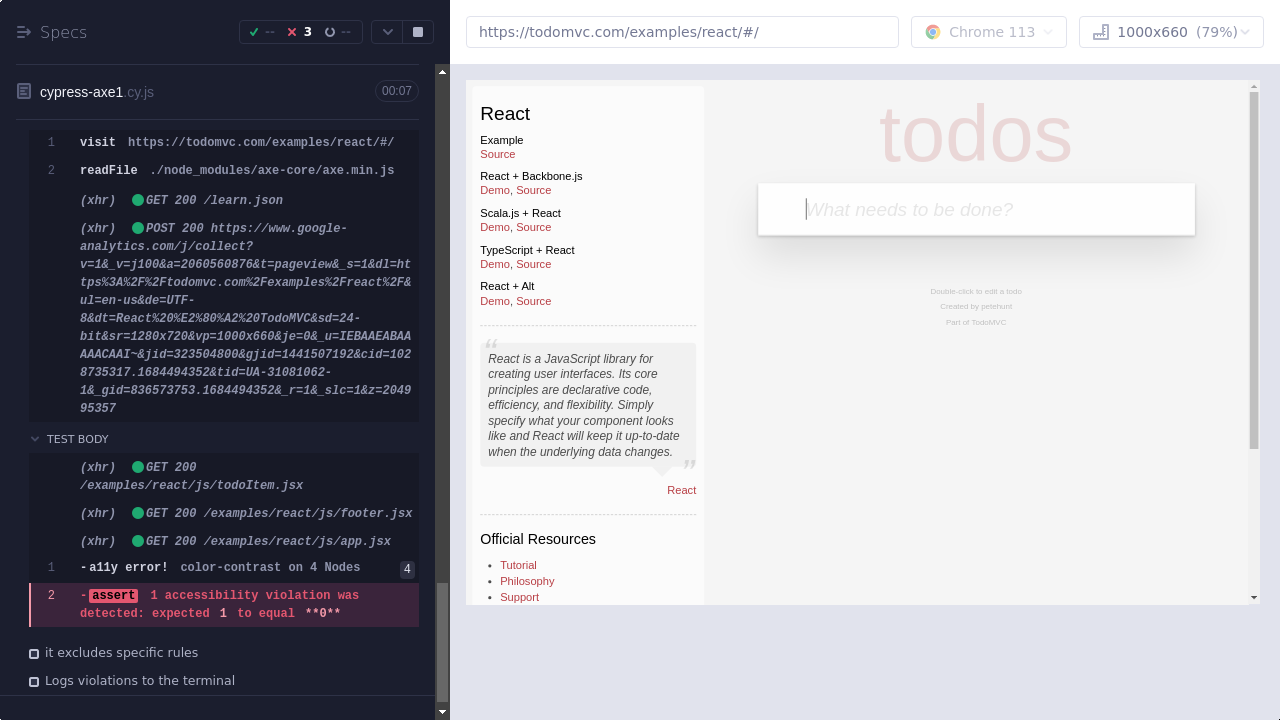 Specs
--
3
--
cypress-axe1.cy.js
00:07
1 visit https://todomvc.com/examples/react/#/
2 readFile ./node_modules/axe-core/axe.min.js
(xhr) GET 200 /learn.json
(xhr) POST 200 https://www.google-
analytics.com/j/collect?
v=1&_v=j100&a=2060560876&t=pageview&_s=1&dl=ht
tps%3A%2F%2Ftodomvc.com%2Fexamples%2Freact%2F&
ul=en-us&de=UTF-
8&dt=React%20%E2%80%A2%20TodoMVC&sd=24-
bit&sr=1280x720&vp=1000x660&je=0&_u=IEBAAEABAA
AAACAAI~&jid=323504800&gjid=1441507192&cid=102
8735317.1684494352&tid=UA-31081062-
1&_gid=836573753.1684494352&_r=1&_slc=1&z=2049
95357
TEST BODY
(xhr) GET 200
/examples/react/js/todoItem.jsx
(xhr) GET 200 /examples/react/js/footer.jsx
(xhr) GET 200 /examples/react/js/app.jsx
1 -a11y error! color-contrast on 4 Nodes 4
2 -assert 1 accessibility violation was
detected: expected 1 to equal **0**
it excludes specific rules
Logs violations to the terminal
https://todomvc.com/examples/react/#/
Chrome 113
1000x660 (79%)
React
Example
Source
React + Backbone.js
Demo, Source
Scala.js + React
Demo, Source
TypeScript + React
Demo, Source
React + Alt
Demo, Source
“
React is a JavaScript library for
creating user interfaces. Its core
principles are declarative code,
efficiency, and flexibility. Simply
specify what your component looks
like and React will keep it up-to-date
when the underlying data changes.
”
React
Official Resources
• Tutorial
• Philosophy
• Support
todos
What needs to be done?
Double-click to edit a todo
Created by petehunt
Part of TodoMVC